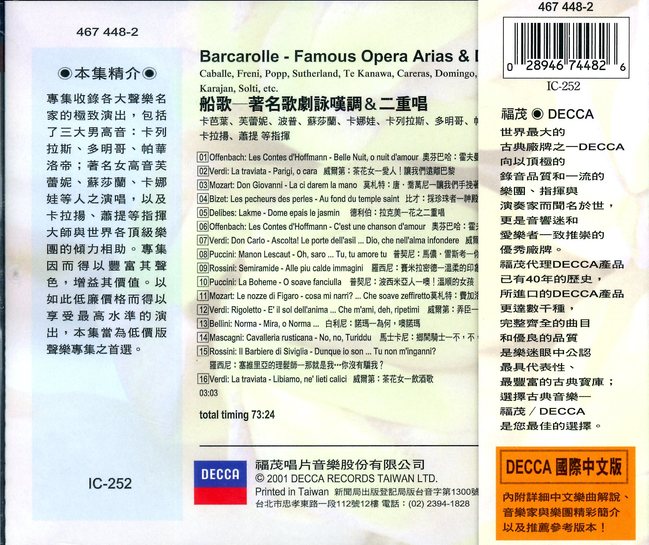 467 448-2
◉本集精介◉
專集收錄各大聲樂名
家的極致演出，包括
了三大男高音：卡列
拉斯、多明哥、帕華
洛帝；著名女高音芙
蕾妮、蘇莎蘭、卡娜
娃等人之演唱，以及
卡拉揚、蕭提等指揮
大師與世界各頂級樂
團的傾力相助。專集
因而得以豐富其聲
色，增益其價值。以
如此低廉價格而得以
享受最高水準的演
出，本集當為低價版
聲樂專集之首選。
IC-252
467 448-2
Barcarolle - Famous Opera Arias &
Caballe, Freni, Popp, Sutherland, Te Kanawa, Careras, Domingo,
Karajan, Solti, etc.
船歌─著名歌劇詠嘆調＆二重唱
卡芭葉、芙蕾妮、波普、蘇莎蘭、卡娜娃、卡列拉斯、多明哥、
卡拉揚、蕭提 等指揮
01 Offenbach: Les Contes d'Hoffmann - Belle Nuit, o nuit d'amour 奧芬巴哈：霍夫曼
02 Verdi: La traviata - Parigi, o cara 威爾第：茶花女─愛人！讓我們遠離巴黎
03 Mozart: Don Giovanni - La ci darem la mano 莫札特：唐．喬萬尼─讓我們手挽著
04 Bizet: Les pecheurs des perles - Au fond du temple saint 比才：採珍珠者─神殿
05 Delibes: Lakme - Dome epais le jasmin 德利伯：拉克美─花之二重唱
06 Offenbach: Les Contes d'Hoffmann - C'est une chanson d'amour 奧芬巴哈：霍
07 Verdi: Don Carlo - Ascolta! Le porte dell'asil ... Dio, che nell'alma infondere 威爾
08 Puccini: Manon Lescaut - Oh, saro ... Tu, tu amore tu 普契尼：馬儂．雷斯考─你
09 Rossini: Semiramide - Alle piu calde immagini 羅西尼：賽米拉密德─溫柔的印
10 Puccini: La Boheme - O soave fanciulla 普契尼：波西米亞人─噢！溫順的女孩
11 Mozart: Le nozze di Figaro - cosa mi narri? ... Che soave zeffiretto 莫札特：費加洛
12 Verdi: Rigoletto - E' il sol dell'anima ... Che m'ami, deh, ripetimi 威爾第：弄臣─
13 Bellini: Norma - Mira, o Norma ... 白利尼：諾瑪─為何，噢諾瑪
14 Mascagni: Cavalleria rusticana - No, no, Turiddu 馬士卡尼：鄉間騎士─不，不，
15 Rossini: Il Barbiere di Siviglia - Dunque io son ... Tu non m'inganni?
羅西尼：塞維里亞的理髮師─那就是我…你沒有騙我？
16 Verdi: La traviata - Libiamo, ne' lieti calici 威爾第：茶花女─飲酒歌
03:03
total timing 73:24
DECCA
福茂唱片音樂股份有限公司
© 2001 DECCA RECORDS TAIWAN LTD.
Printed in Taiwan 新聞局出版登記局版台音字第1300號
台北市忠孝東路一段112號12樓 電話：(02) 2394-1828
467 448-2
0 28946 74482 6
IC-252
福茂 ◉ DECCA
世界最大的
古典廠牌之一DECCA
向以頂極的
錄音品質和一流的
樂團、指揮與
演奏家而聞名於世，
更是音響迷和
愛樂者一致推崇的
優秀廠牌。
福茂代理DECCA產品
已有40年的歷史，
所進口的DECCA產品
更達數千種，
完整齊全的曲目
和優良的品質
是樂迷眼中公認
最具代表性、
最豐富的古典寶庫；
選擇古典音樂─
福茂／DECCA
是您最佳的選擇。
DECCA 國際中文版
內附詳細中文樂曲解說、
音樂家與樂團精彩簡介
以及推薦參考版本！